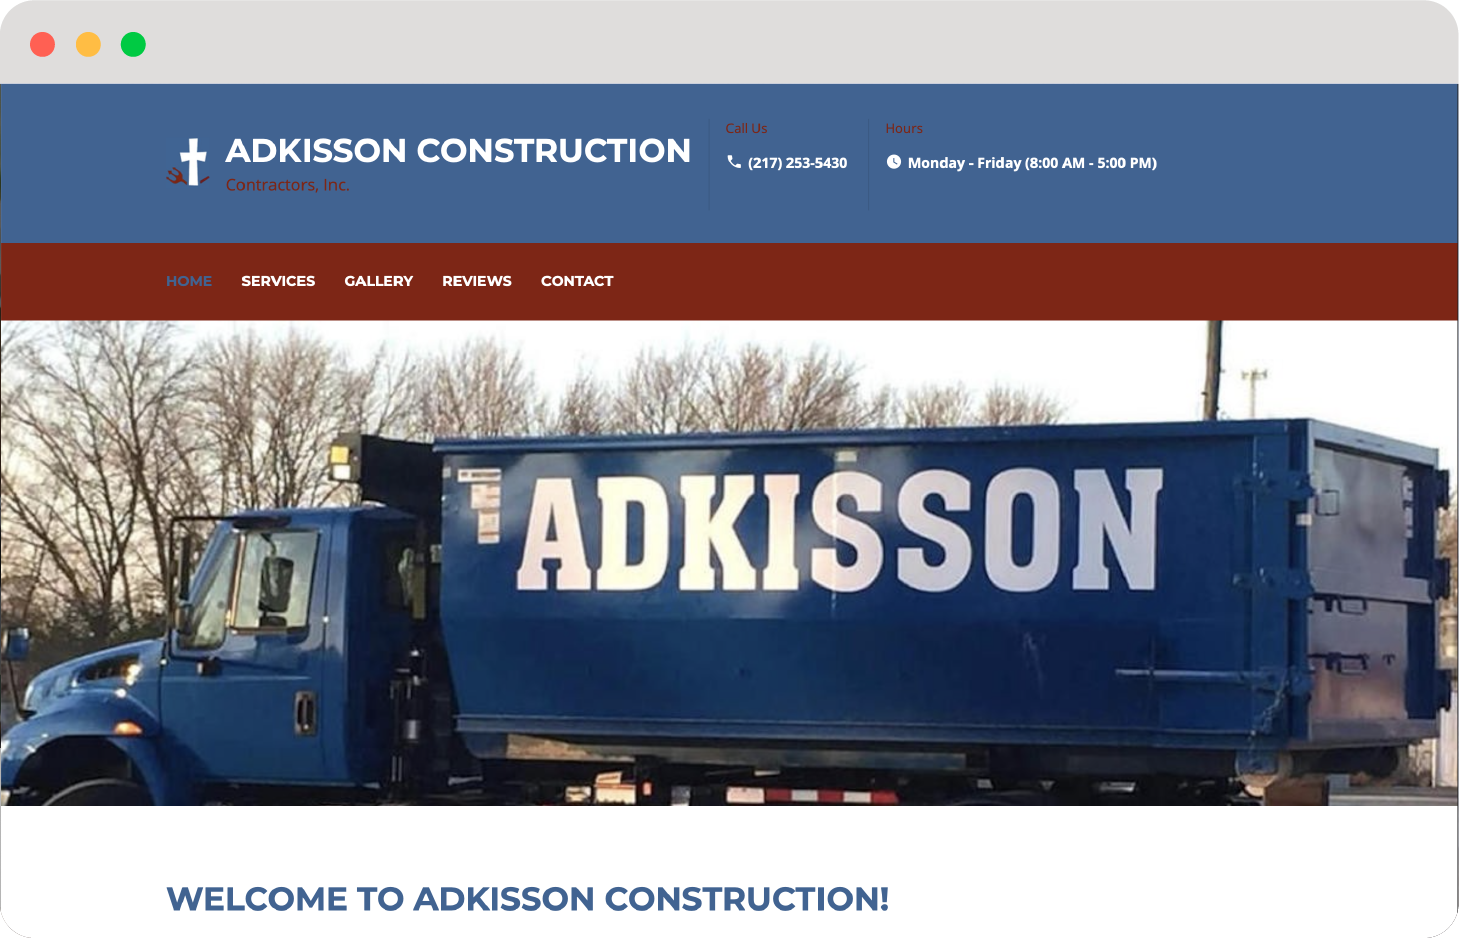 ADKISSON CONSTRUCTION
Contractors, Inc.
Call Us
(217) 253-5430
Hours
Monday - Friday (8:00 AM - 5:00 PM)
HOME SERVICES GALLERY REVIEWS CONTACT
ADKISSON
WELCOME TO ADKISSON CONSTRUCTION!